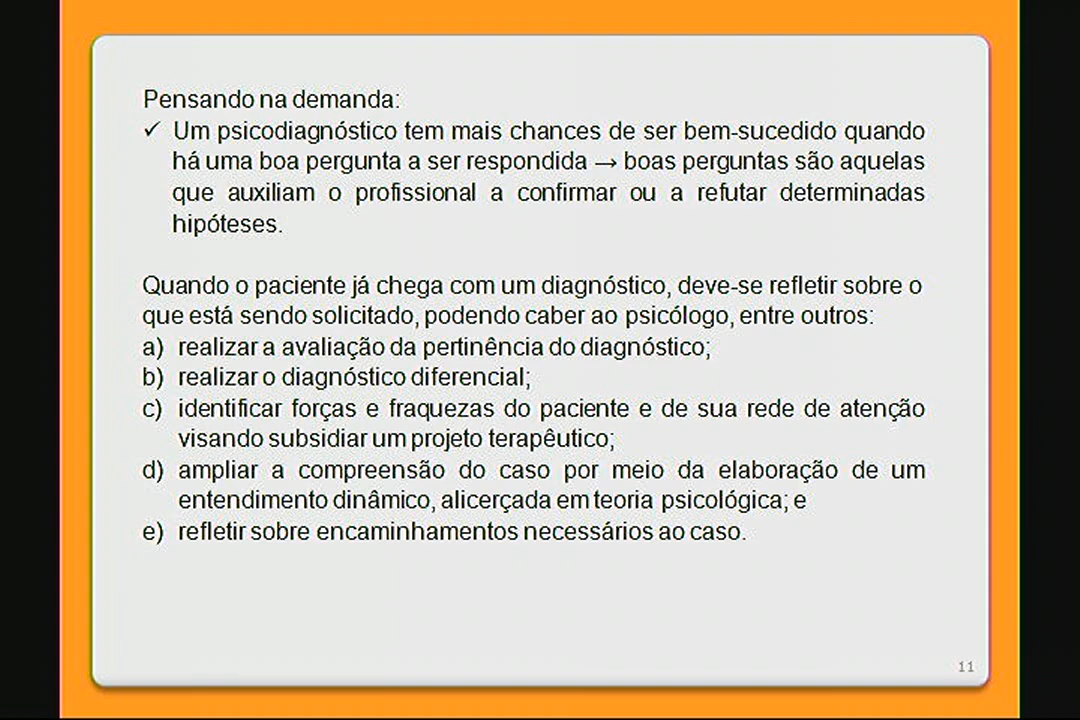 Pensando na demanda:
✓ Um psicodiagnóstico tem mais chances de ser bem-sucedido quando
há uma boa pergunta a ser respondida → boas perguntas são aquelas
que auxiliam o profissional a confirmar ou a refutar determinadas
hipóteses.
Quando o paciente já chega com um diagnóstico, deve-se refletir sobre o
que está sendo solicitado, podendo caber ao psicólogo, entre outros:
a) realizar a avaliação da pertinência do diagnóstico;
b) realizar o diagnóstico diferencial;
c) identificar forças e fraquezas do paciente e de sua rede de atenção
visando subsidiar um projeto terapêutico;
d) ampliar a compreensão do caso por meio da elaboração de um
entendimento dinâmico, alicerçada em teoria psicológica; e
e) refletir sobre encaminhamentos necessários ao caso.
11